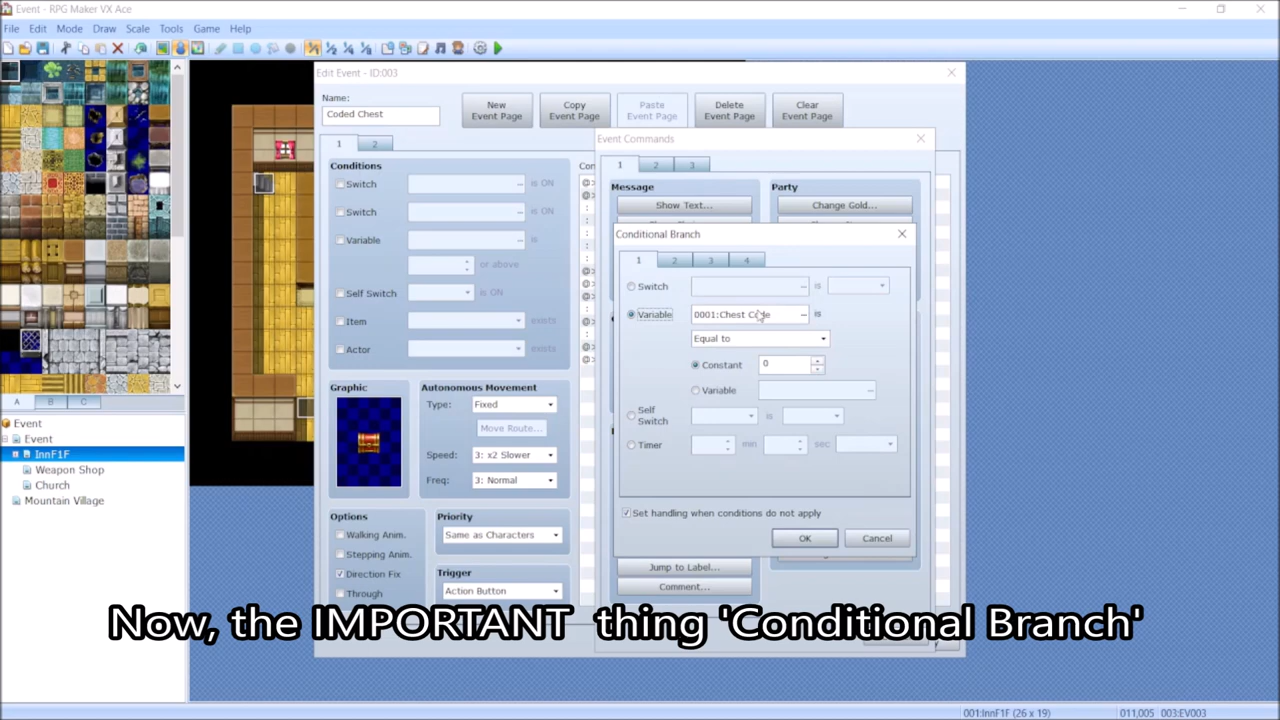 Event - RPG Maker VX Ace
File Edit Mode Draw Scale Tools Game Help
Edit Event - ID:003
Name:
Coded Chest
New Event Page
Copy Event Page
Paste Event Page
Delete Event Page
Clear Event Page
1 2
Conditions
Switch is ON
Switch is ON
Variable is
or above
Self Switch is ON
Item exists
Actor exists
Graphic
Autonomous Movement
Type: Fixed
Move Route...
Speed: 3: x2 Slower
Freq: 3: Normal
Options
Walking Anim.
Stepping Anim.
Direction Fix
Through
Priority
Same as Characters
Trigger
Action Button
Event Commands
1 2 3
Message
Show Text...
Party
Change Gold...
Conditional Branch
1 2 3 4
Switch is
Variable 0001:Chest Code is
Equal to
Constant 0
Variable
Self Switch is
Timer min sec
Set handling when conditions do not apply
OK Cancel
Jump to Label...
Comment...
A B C
Event
Event
InnF1F
Weapon Shop
Church
Mountain Village
Now, the IMPORTANT thing 'Conditional Branch'
001:InnF1F (26 x 19) 011,005 003:EV003